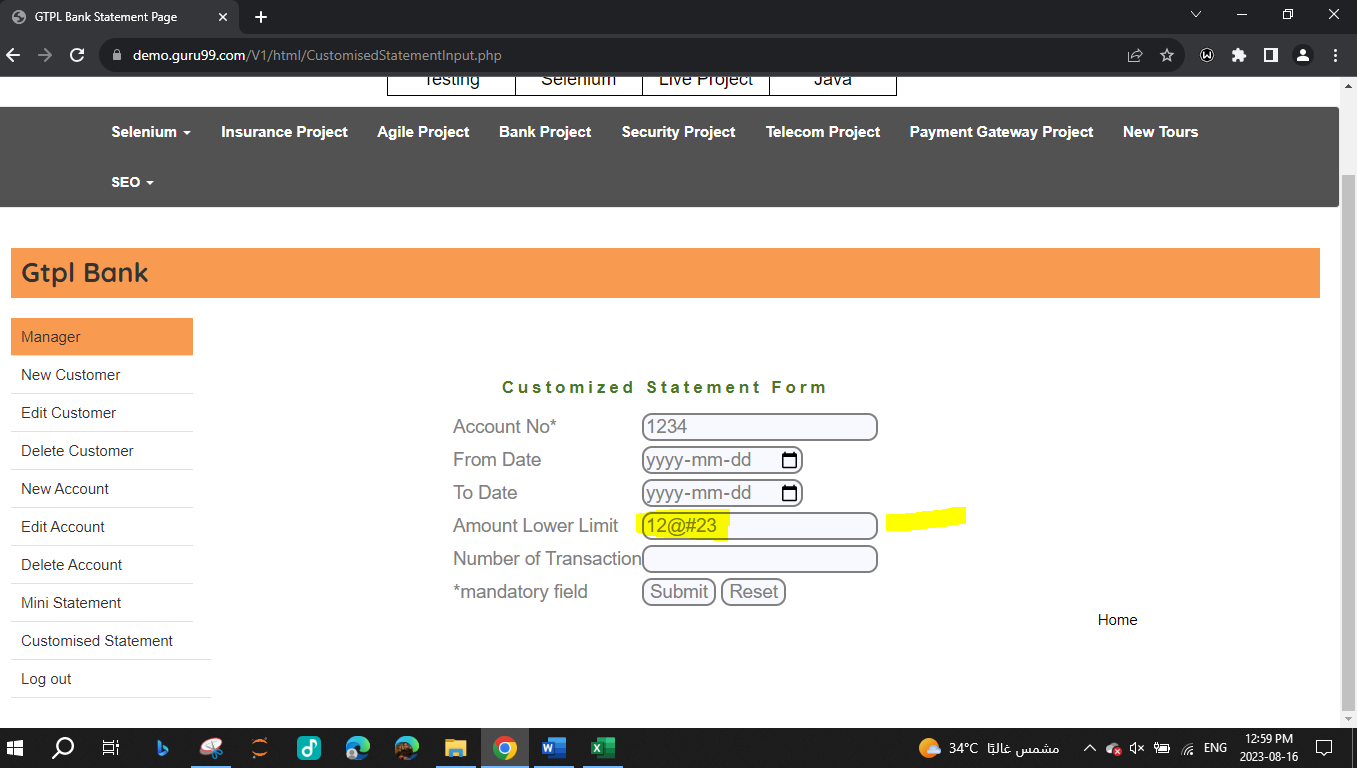 GTPL Bank Statement Page
demo.guru99.com/V1/html/CustomisedStatementInput.php
Testing Selenium Live Project Java
Selenium Insurance Project Agile Project Bank Project Security Project Telecom Project Payment Gateway Project New Tours
SEO
Gtpl Bank
Manager
New Customer
Edit Customer
Delete Customer
New Account
Edit Account
Delete Account
Mini Statement
Customised Statement
Log out
Customized Statement Form
Account No* 1234
From Date yyyy-mm-dd
To Date yyyy-mm-dd
Amount Lower Limit 12@#23
Number of Transaction
*mandatory field Submit Reset
Home
34°C مشمس غالبًا ENG 12:59 PM
2023-08-16